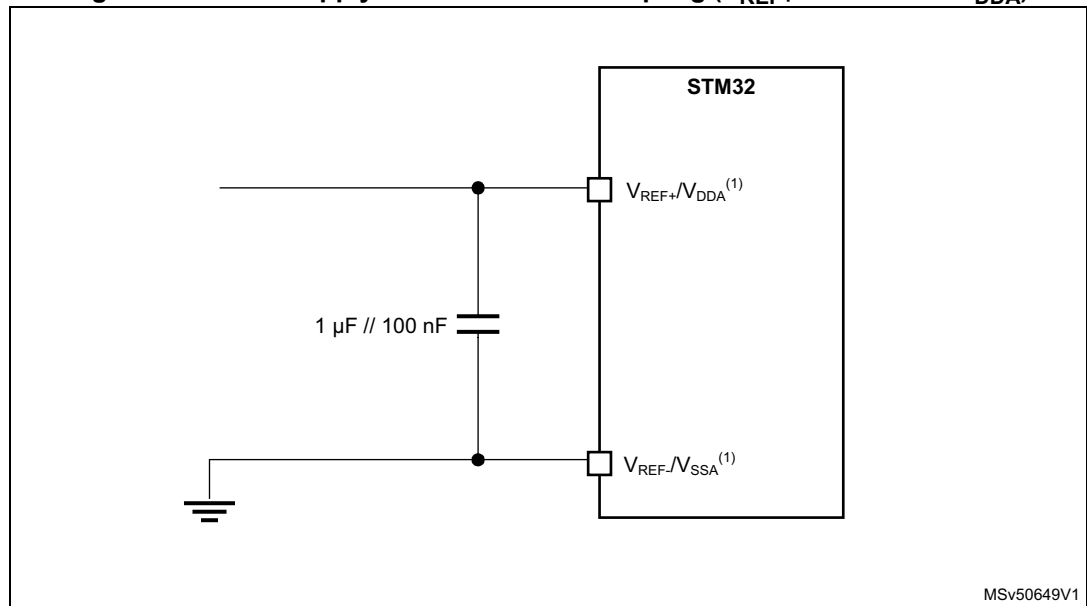 STM32
VREF+/VDDA(1)
1 µF // 100 nF
VREF-/VSSA(1)
MSv50649V1